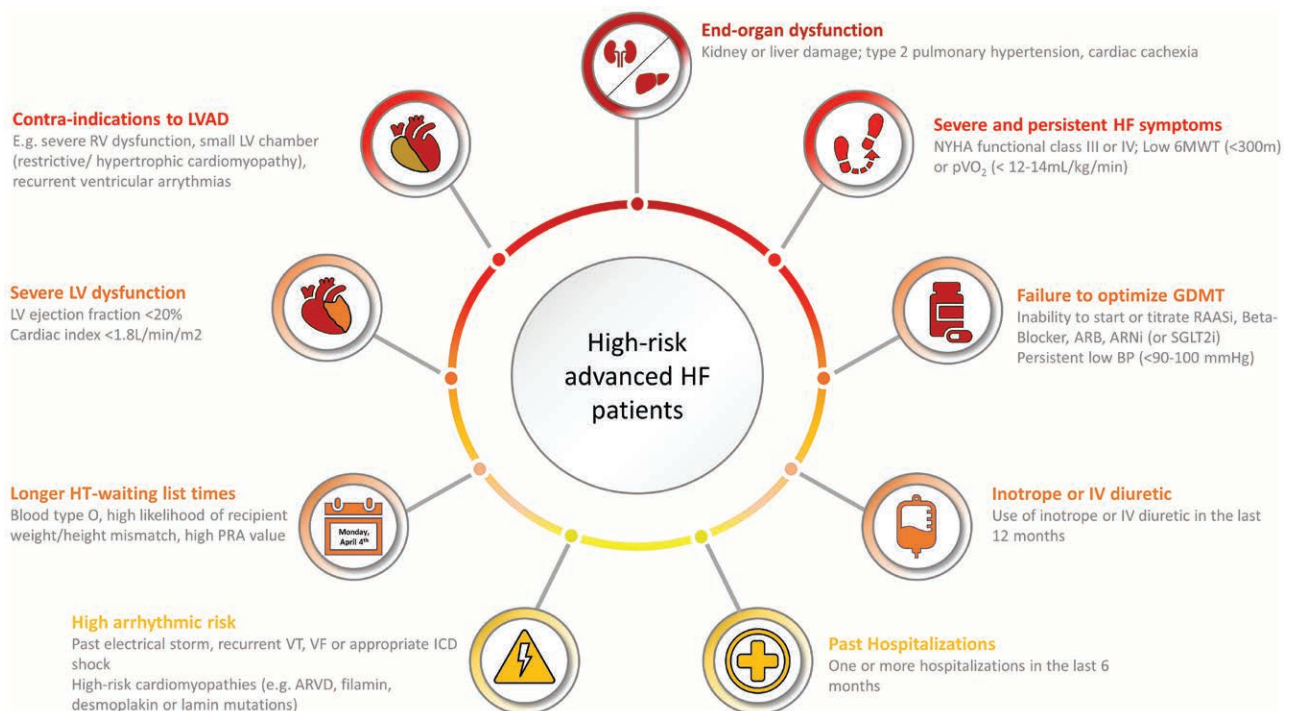 End-organ dysfunction
Kidney or liver damage; type 2 pulmonary hypertension, cardiac cachexia
Contra-indications to LVAD
E.g. severe RV dysfunction, small LV chamber
(restrictive/ hypertrophic cardiomyopathy),
recurrent ventricular arrythmias
Severe and persistent HF symptoms
NYHA functional class III or IV; Low 6MWT (<300m)
or pVO₂ (< 12-14mL/kg/min)
Severe LV dysfunction
LV ejection fraction <20%
Cardiac index <1.8L/min/m2
Failure to optimize GDMT
Inability to start or titrate RAASi, Beta-
Blocker, ARB, ARNi (or SGLT2i)
Persistent low BP (<90-100 mmHg)
High-risk
advanced HF
patients
Longer HT-waiting list times
Blood type O, high likelihood of recipient
weight/height mismatch, high PRA value
Monday,
April 4th
Inotrope or IV diuretic
Use of inotrope or IV diuretic in the last
12 months
High arrhythmic risk
Past electrical storm, recurrent VT, VF or appropriate ICD
shock
High-risk cardiomyopathies (e.g. ARVD, filamin,
desmoplakin or lamin mutations)
Past Hospitalizations
One or more hospitalizations in the last 6
months